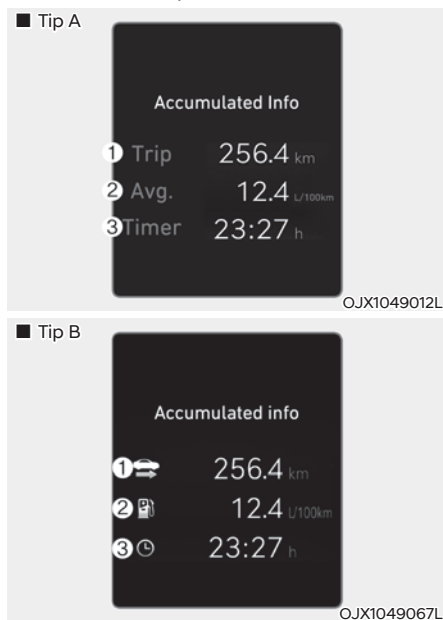 ■ Tip A
Accumulated Info
1 Trip 256.4 km
2 Avg. 12.4 L/100km
3 Timer 23:27 h
OJX1049012L
■ Tip B
Accumulated info
1 256.4 km
2 12.4 L/100km
3 23:27 h
OJX1049067L